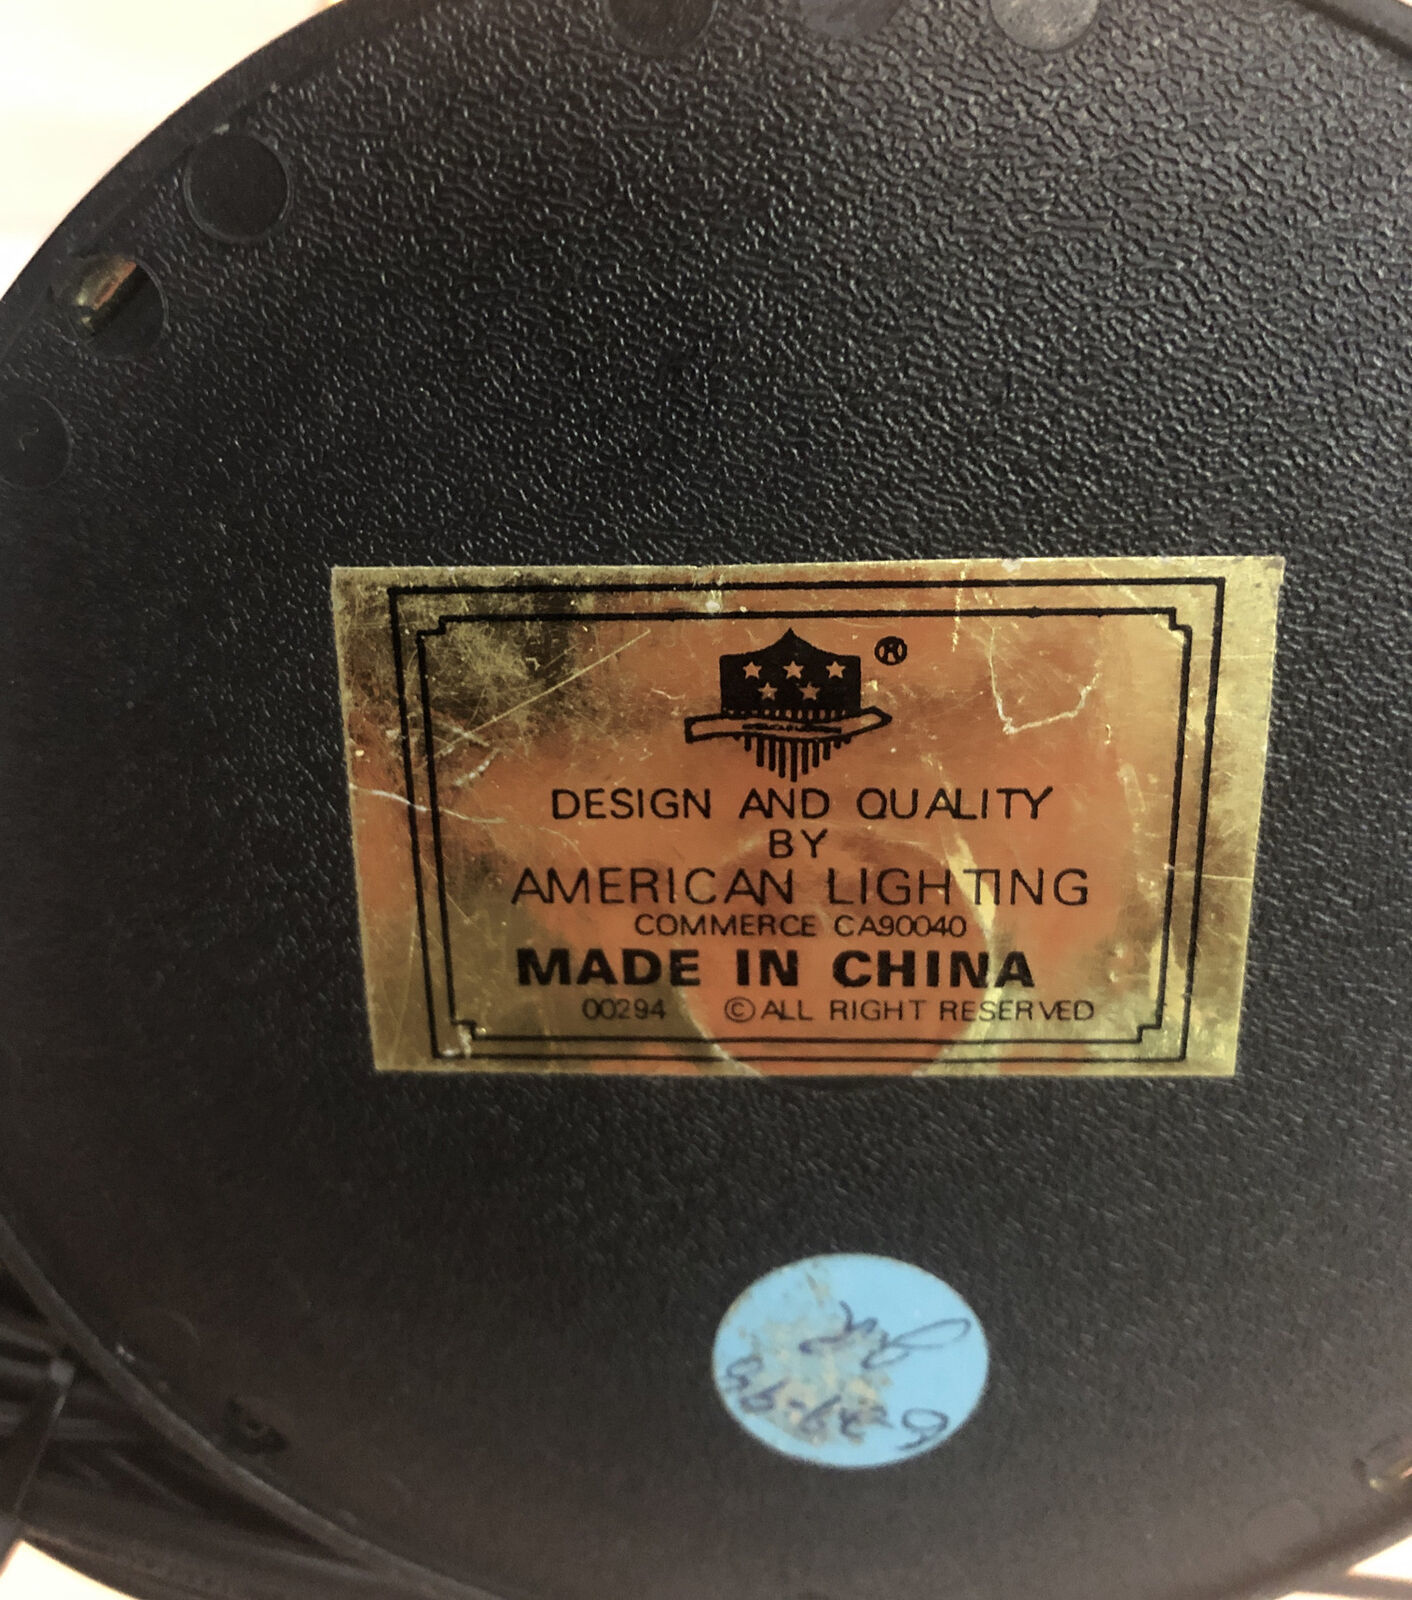 ®
DESIGN AND QUALITY
BY
AMERICAN LIGHTING
COMMERCE CA90040
MADE IN CHINA
00294 ©ALL RIGHT RESERVED